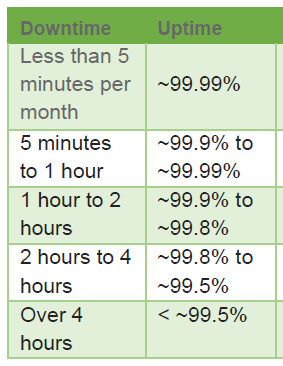 Downtime Uptime
Less than 5
minutes per
month
~99.99%
5 minutes
to 1 hour
~99.9% to
~99.99%
1 hour to 2
hours
~99.9% to
~99.8%
2 hours to 4
hours
~99.8% to
~99.5%
Over 4
hours
< ~99.5%